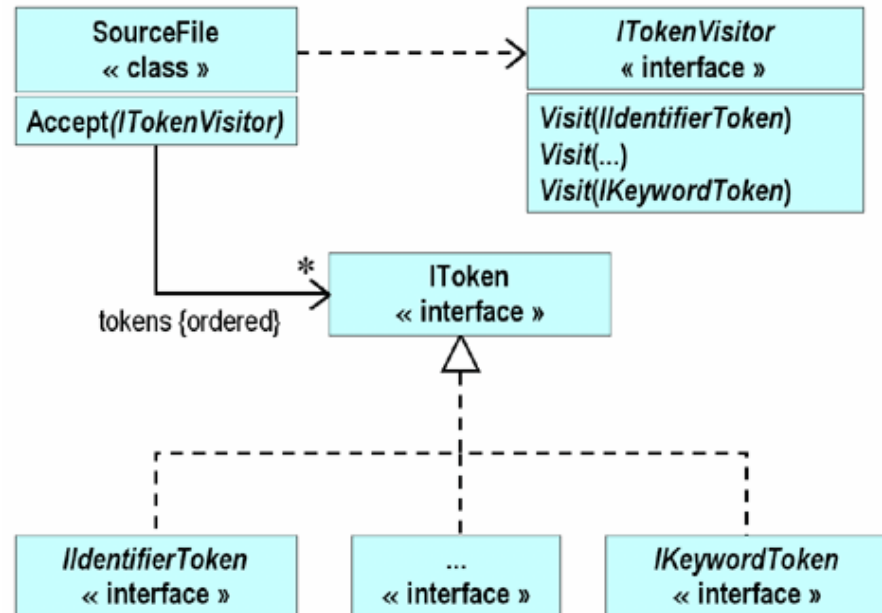 SourceFile
« class »
Accept(ITokenVisitor)
ITokenVisitor
« interface »
Visit(IIdentifierToken)
Visit(...)
Visit(IKeywordToken)
*
tokens {ordered}
IToken
« interface »
IIdentifierToken
« interface »
...
« interface »
IKeywordToken
« interface »